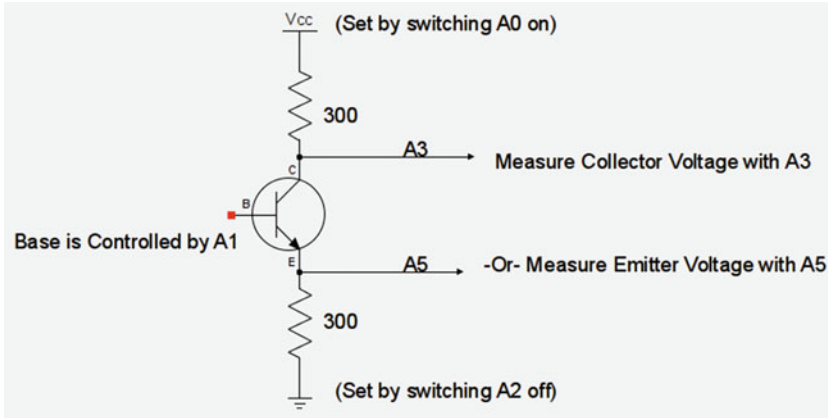 Vcc (Set by switching A0 on)
300
A3
C
Measure Collector Voltage with A3
B
Base is Controlled by A1
E
A5
-Or- Measure Emitter Voltage with A5
300
(Set by switching A2 off)